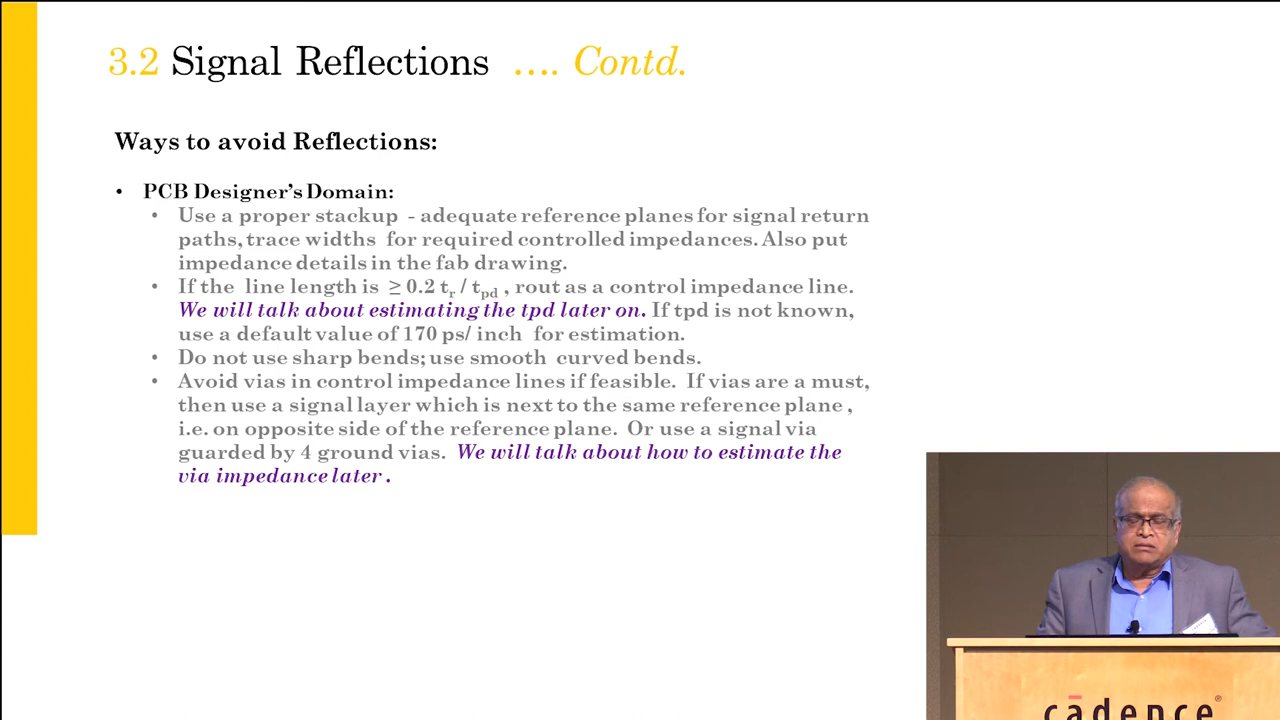 3.2 Signal Reflections …. Contd.
Ways to avoid Reflections:
• PCB Designer's Domain:
• Use a proper stackup - adequate reference planes for signal return
paths, trace widths for required controlled impedances. Also put
impedance details in the fab drawing.
• If the line length is ≥ 0.2 tr / tpd , rout as a control impedance line.
We will talk about estimating the tpd later on. If tpd is not known,
use a default value of 170 ps/ inch for estimation.
• Do not use sharp bends; use smooth curved bends.
• Avoid vias in control impedance lines if feasible. If vias are a must,
then use a signal layer which is next to the same reference plane ,
i.e. on opposite side of the reference plane. Or use a signal via
guarded by 4 ground vias. We will talk about how to estimate the
via impedance later .
cādence®